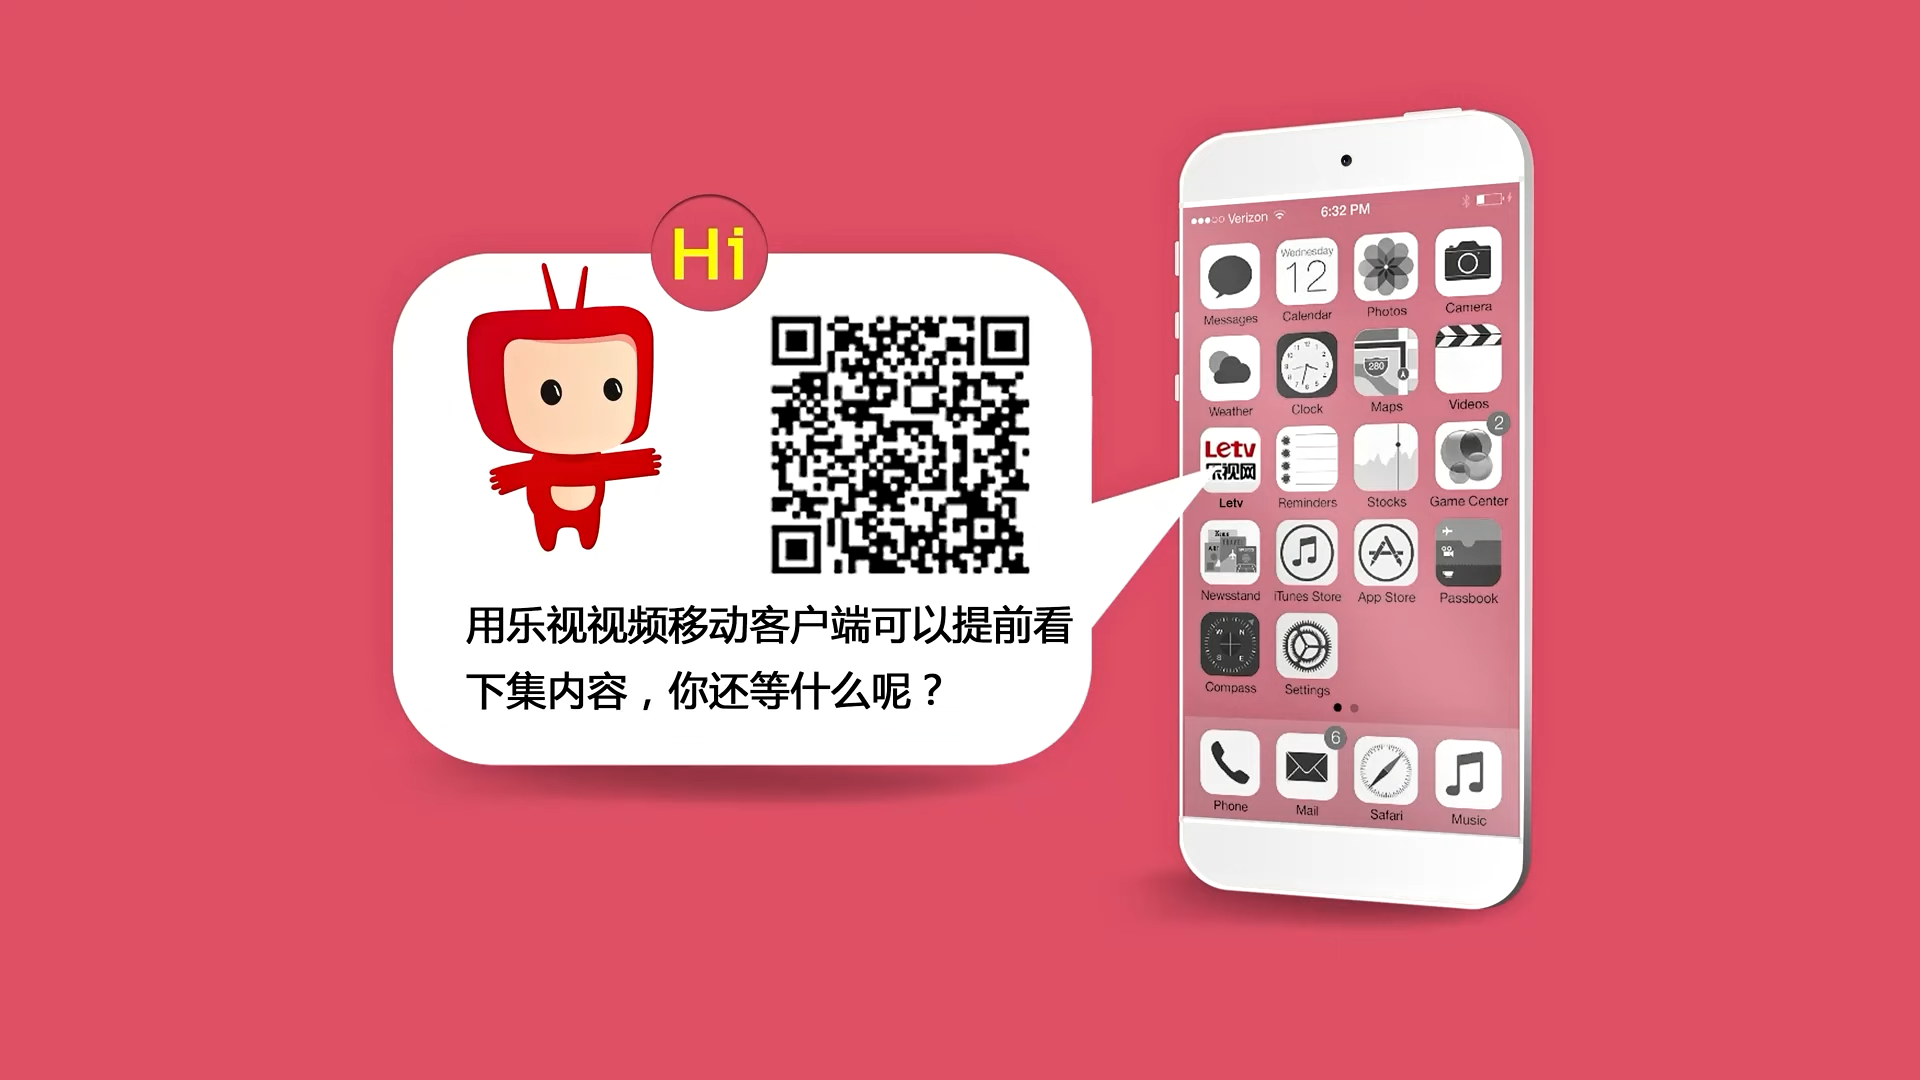 Hi
用乐视视频移动客户端可以提前看
下集内容，你还等什么呢？
Verizon 6:32 PM
Wednesday
12
Messages Calendar Photos Camera
280
Weather Clock Maps Videos
Letv
乐视网
2
Letv Reminders Stocks Game Center
Newsstand iTunes Store App Store Passbook
N
W
S E
Compass Settings
6
Phone Mail Safari Music